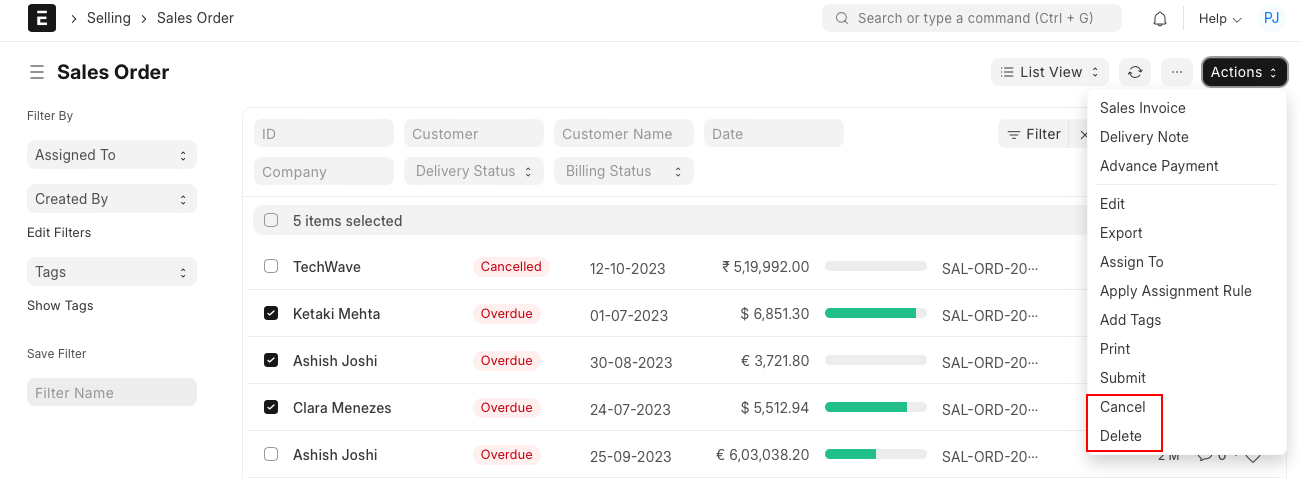 E > Selling > Sales Order
Search or type a command (Ctrl + G)
Help
PJ
Sales Order
List View
...
Actions
Filter By
Assigned To
Created By
Edit Filters
Tags
Show Tags
Save Filter
Filter Name
ID Customer Customer Name Date
Filter ×
Company Delivery Status Billing Status
5 items selected
TechWave Cancelled 12-10-2023 ₹ 5,19,992.00 SAL-ORD-20...
Ketaki Mehta Overdue 01-07-2023 $ 6,851.30 SAL-ORD-20...
Ashish Joshi Overdue 30-08-2023 € 3,721.80 SAL-ORD-20...
Clara Menezes Overdue 24-07-2023 $ 5,512.94 SAL-ORD-20...
Ashish Joshi Overdue 25-09-2023 € 6,03,038.20 SAL-ORD-20... 2 M 0
Sales Invoice
Delivery Note
Advance Payment
Edit
Export
Assign To
Apply Assignment Rule
Add Tags
Print
Submit
Cancel
Delete